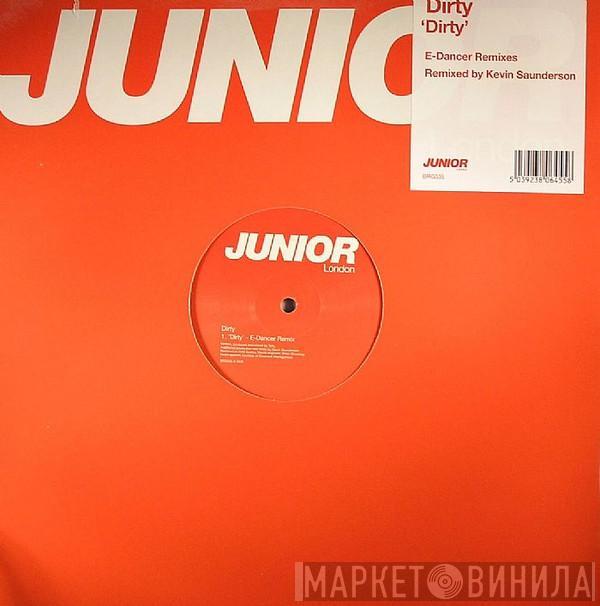 JUNIOR
Dirty
'Dirty'
E-Dancer Remixes
Remixed by Kevin Saunderson
JUNIOR
5 039238 064558
JUNIOR
London
Dirty
1. 'Dirty' - E-Dancer Remix
МАРКЕТ ВИНИЛА